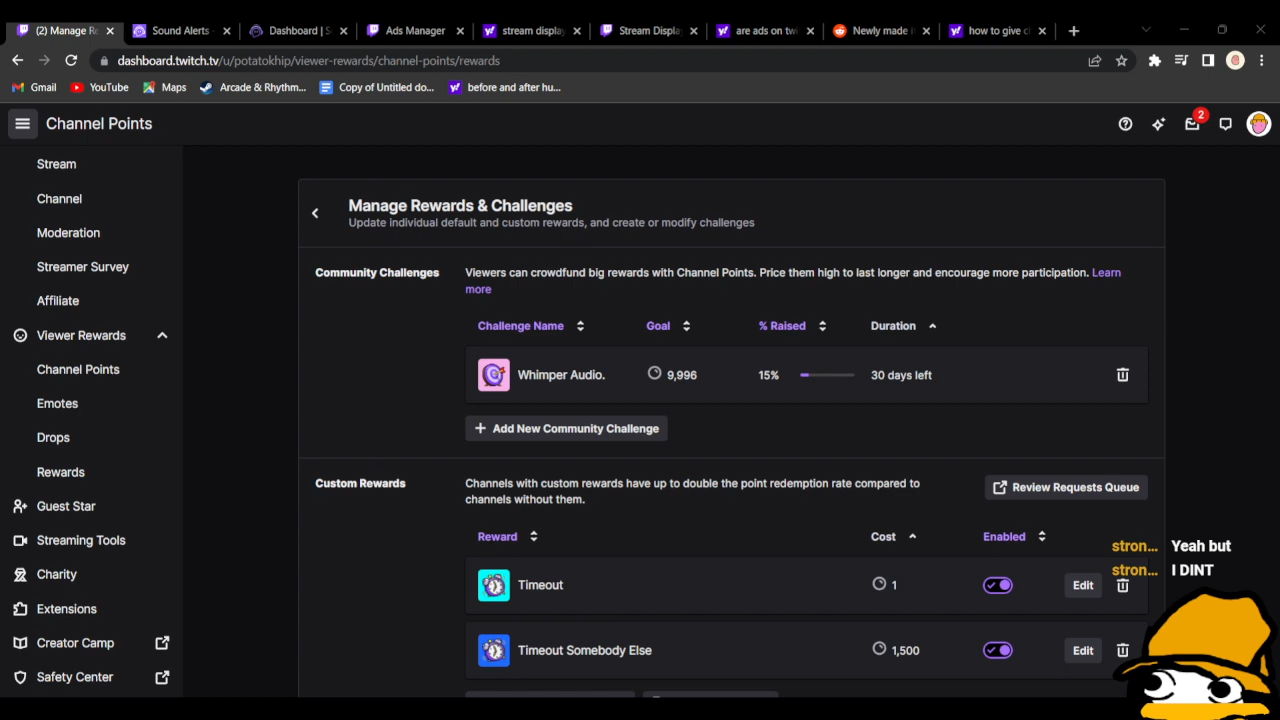 (2) Manage R
Sound Alerts
Dashboard | S
Ads Manager
stream display
Stream Displa
are ads on tw
Newly made i
how to give c
dashboard.twitch.tv/u/potatokhip/viewer-rewards/channel-points/rewards
Gmail
YouTube
Maps
Arcade & Rhythm...
Copy of Untitled do...
before and after hu...
Channel Points
2
Stream
Channel
Moderation
Streamer Survey
Affiliate
Viewer Rewards
Channel Points
Emotes
Drops
Rewards
Guest Star
Streaming Tools
Charity
Extensions
Creator Camp
Safety Center
Manage Rewards & Challenges
Update individual default and custom rewards, and create or modify challenges
Community Challenges
Viewers can crowdfund big rewards with Channel Points. Price them high to last longer and encourage more participation. Learn
more
Challenge Name Goal % Raised Duration
Whimper Audio. 9,996 15% 30 days left
+ Add New Community Challenge
Custom Rewards
Channels with custom rewards have up to double the point redemption rate compared to
channels without them.
Review Requests Queue
Reward Cost Enabled
Timeout 1 Edit
Timeout Somebody Else 1,500 Edit
stron... Yeah but
stron... I DINT